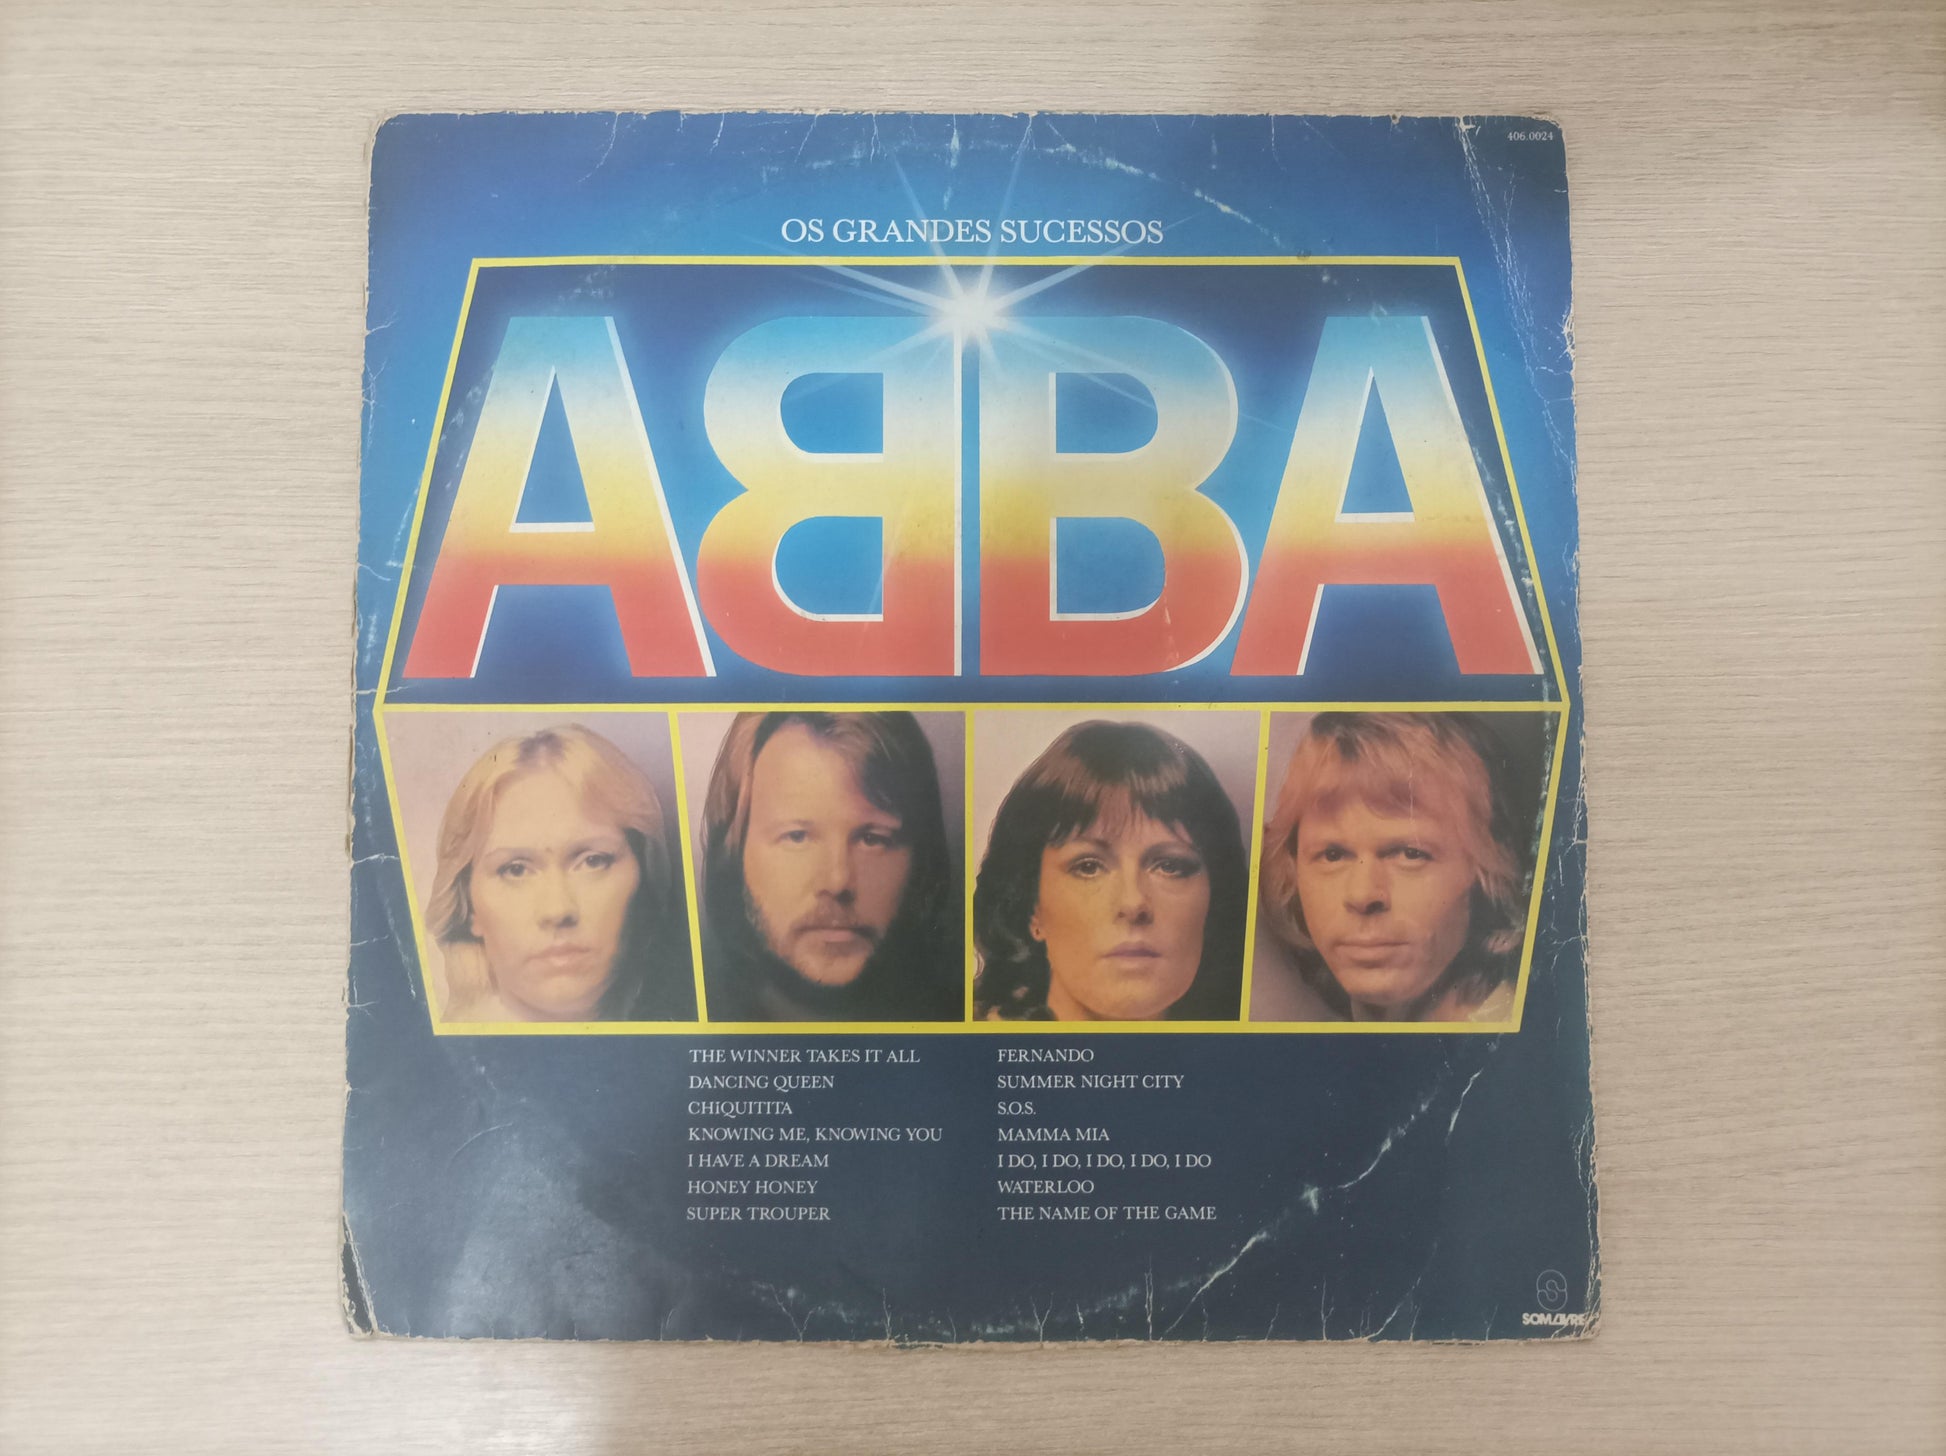 406.0024
OS GRANDES SUCESSOS
ABBA
THE WINNER TAKES IT ALL
DANCING QUEEN
CHIQUITITA
KNOWING ME, KNOWING YOU
I HAVE A DREAM
HONEY HONEY
SUPER TROUPER
FERNANDO
SUMMER NIGHT CITY
S.O.S.
MAMMA MIA
I DO, I DO, I DO, I DO, I DO
WATERLOO
THE NAME OF THE GAME
SOM LIVRE